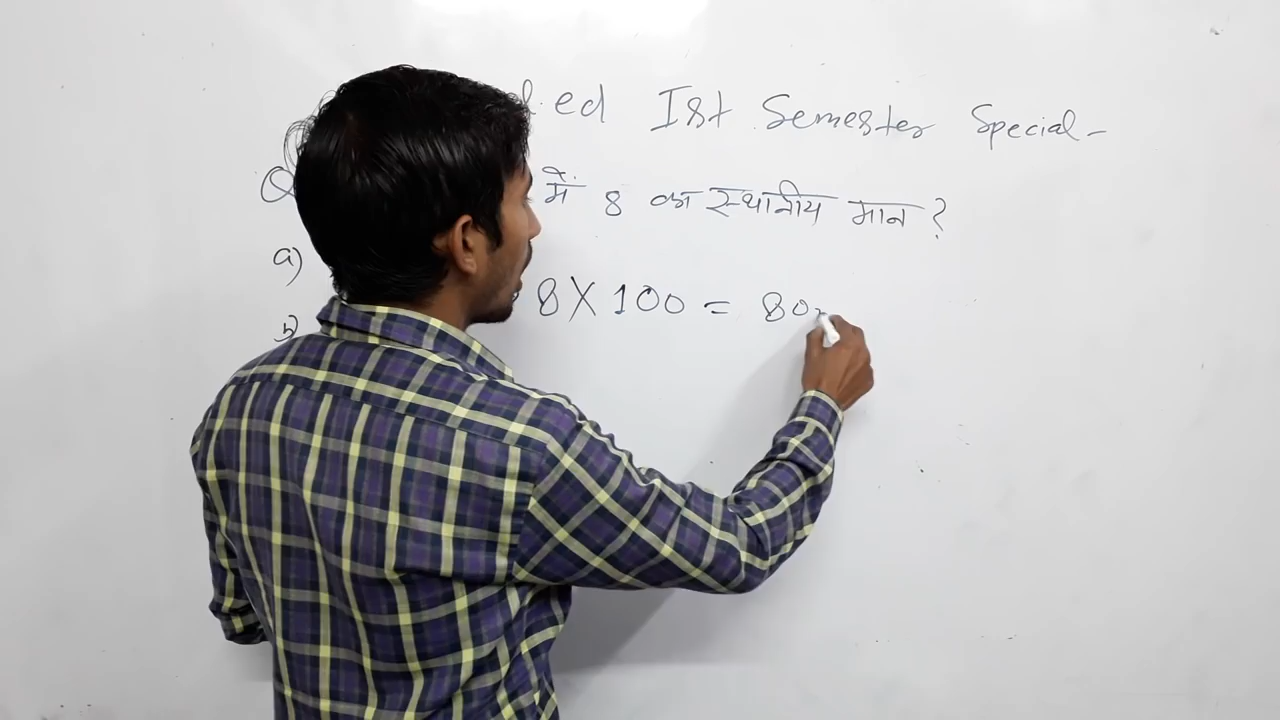 ed Ist Semester Special-
Q में 8 का स्थानीय मान ?
a)
8 X 100 = 80
b)